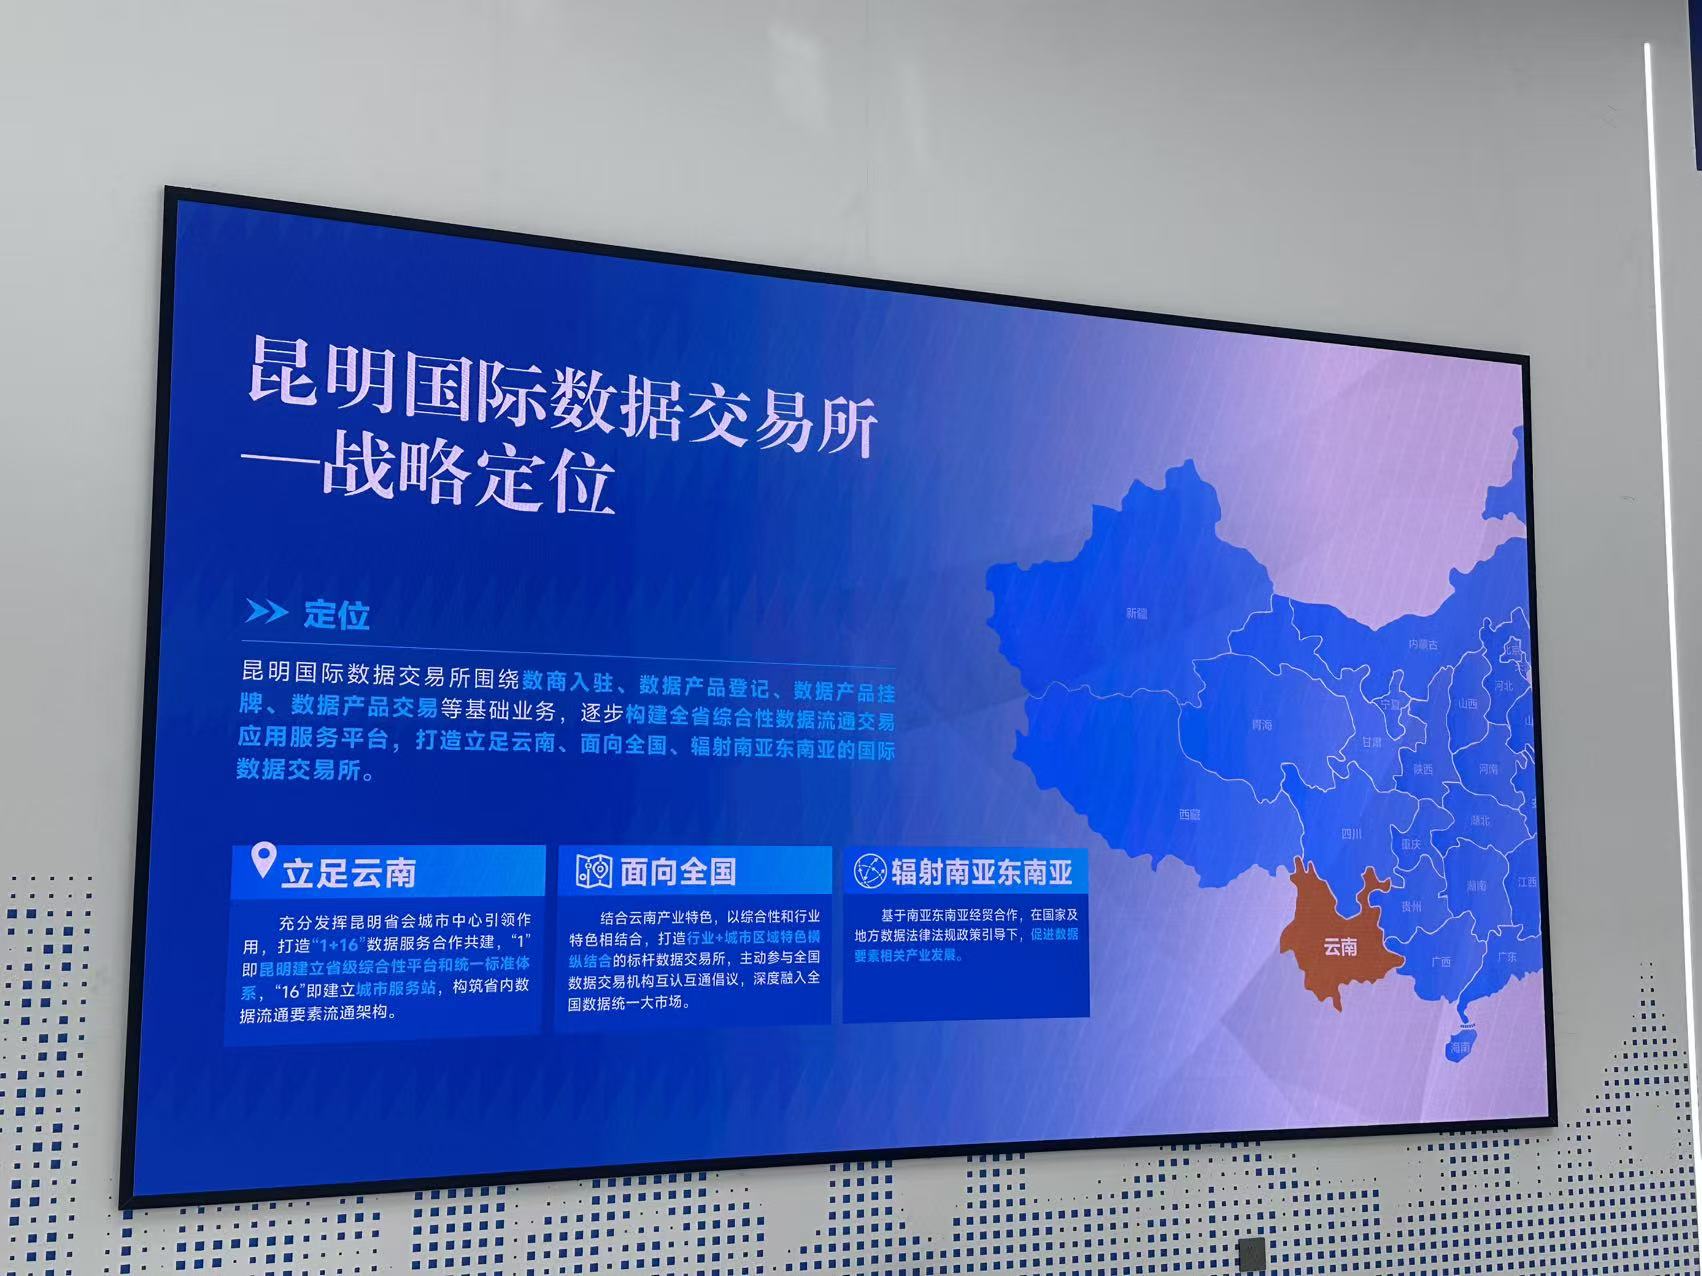 昆明国际数据交易所
—战略定位
定位
昆明国际数据交易所围绕数商入驻、数据产品登记、数据产品挂
牌、数据产品交易等基础业务，逐步构建全省综合性数据流通交易
应用服务平台，打造立足云南、面向全国、辐射南亚东南亚的国际
数据交易所。
立足云南
充分发挥昆明省会城市中心引领作
用，打造“1+16”数据服务合作共建，“1”
即昆明建立省级综合性平台和统一标准体
系，“16”即建立城市服务站，构筑省内数
据流通要素流通架构。
面向全国
结合云南产业特色，以综合性和行业
特色相结合，打造行业+城市区域特色横
纵结合的标杆数据交易所，主动参与全国
数据交易机构互认互通倡议，深度融入全
国数据统一大市场。
辐射南亚东南亚
基于南亚东南亚经贸合作，在国家及
地方数据法律法规政策引导下，促进数据
要素相关产业发展。
新疆
内蒙古
北京
河北
宁夏
山西
青海
甘肃
陕西
河南
西藏
四川
重庆
湖北
湖南
江西
贵州
云南
广西
广东
海南